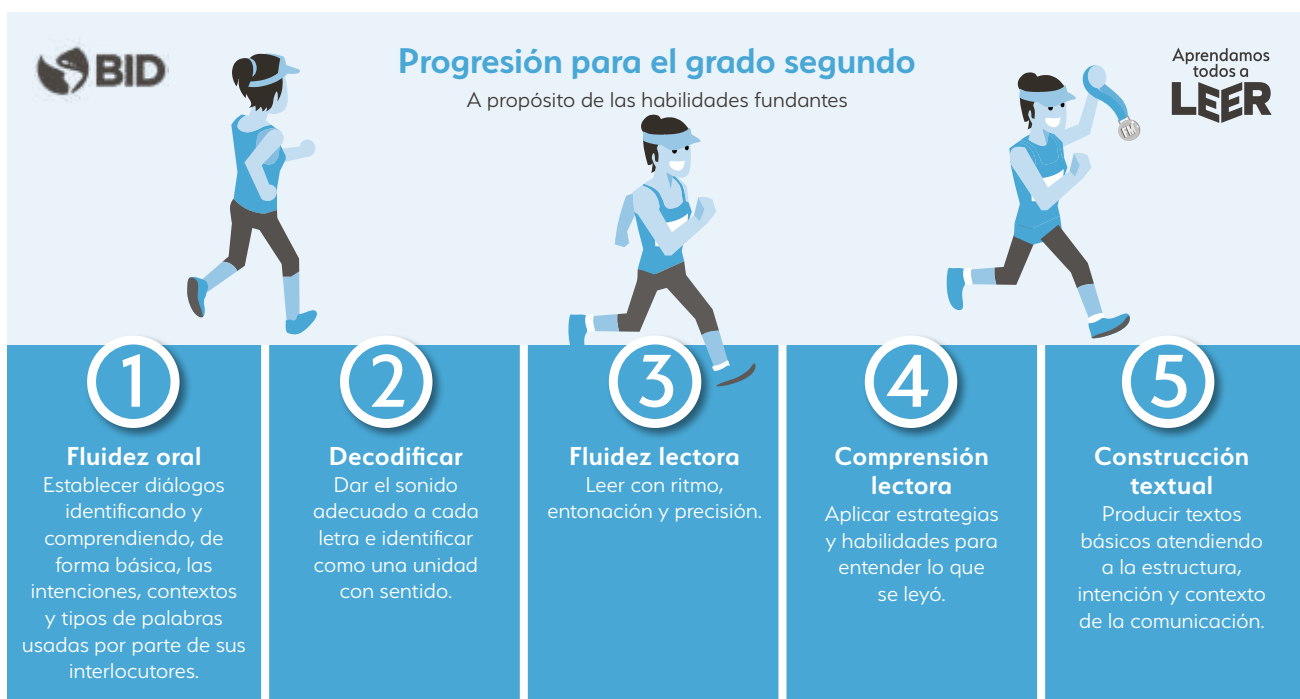 BID
Progresión para el grado segundo
A propósito de las habilidades fundantes
Aprendamos
todos a
LEER
FM
1
Fluidez oral
Establecer diálogos
identificando y
comprendiendo, de
forma básica, las
intenciones, contextos
y tipos de palabras
usadas por parte de sus
interlocutores.
2
Decodificar
Dar el sonido
adecuado a cada
letra e identificar
como una unidad
con sentido.
3
Fluidez lectora
Leer con ritmo,
entonación y precisión.
4
Comprensión
lectora
Aplicar estrategias
y habilidades para
entender lo que
se leyó.
5
Construcción
textual
Producir textos
básicos atendiendo
a la estructura,
intención y contexto
de la comunicación.